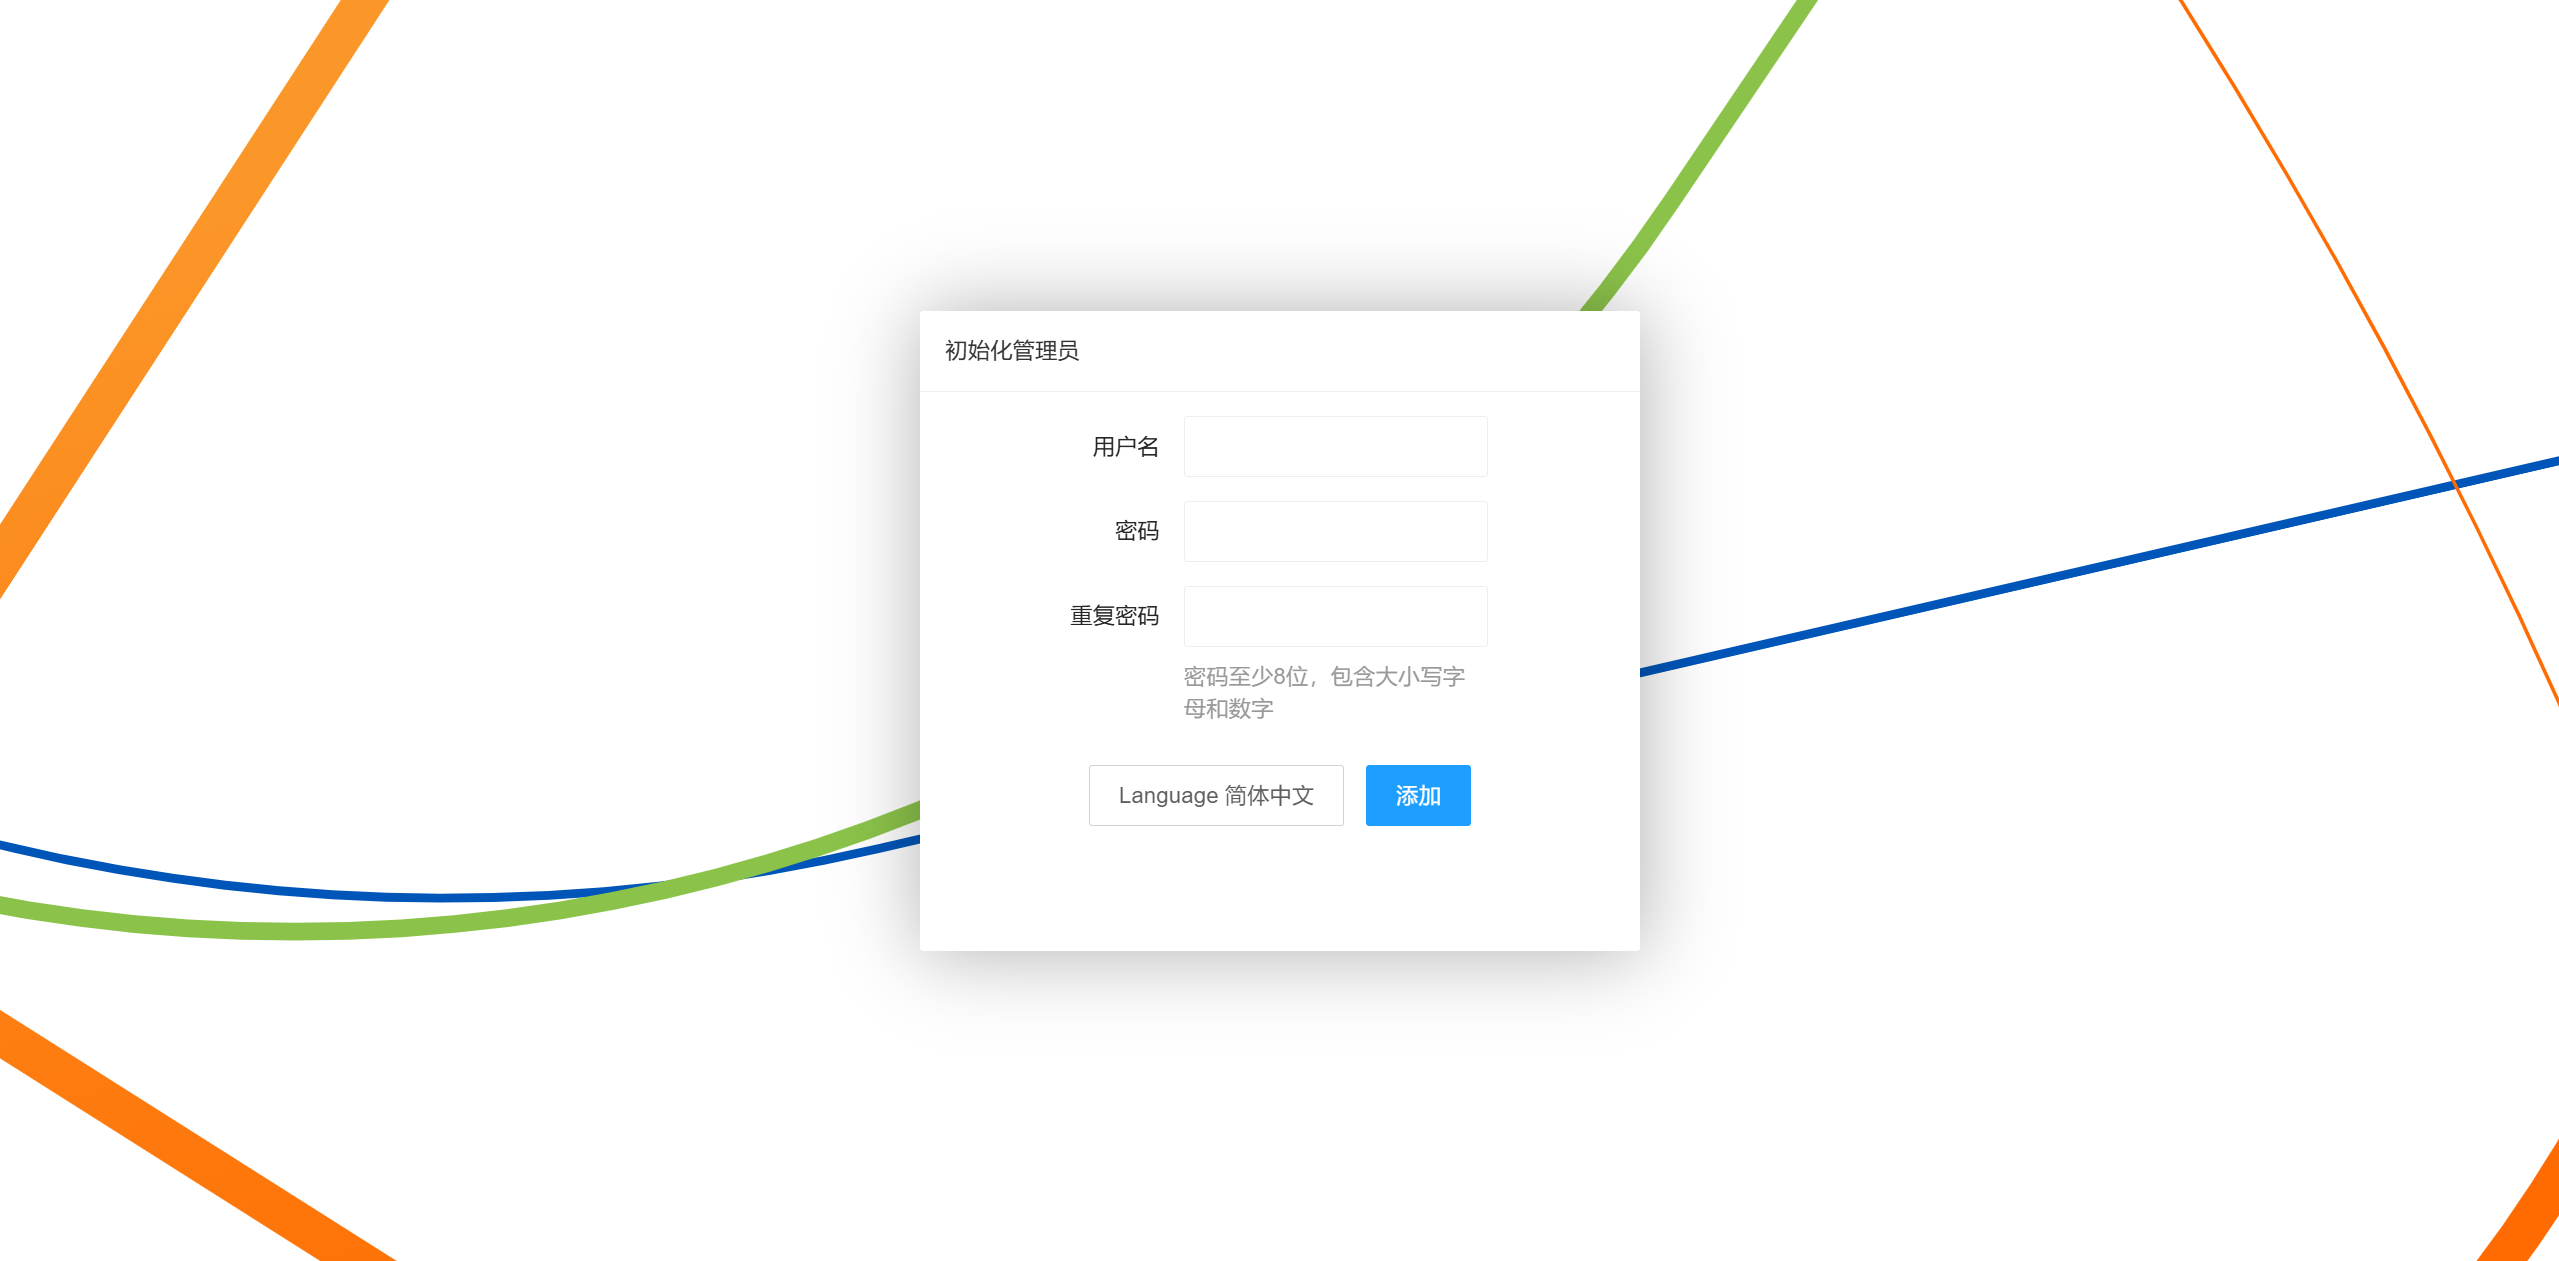 初始化管理员
用户名
密码
重复密码
密码至少8位，包含大小写字
母和数字
Language 简体中文
添加